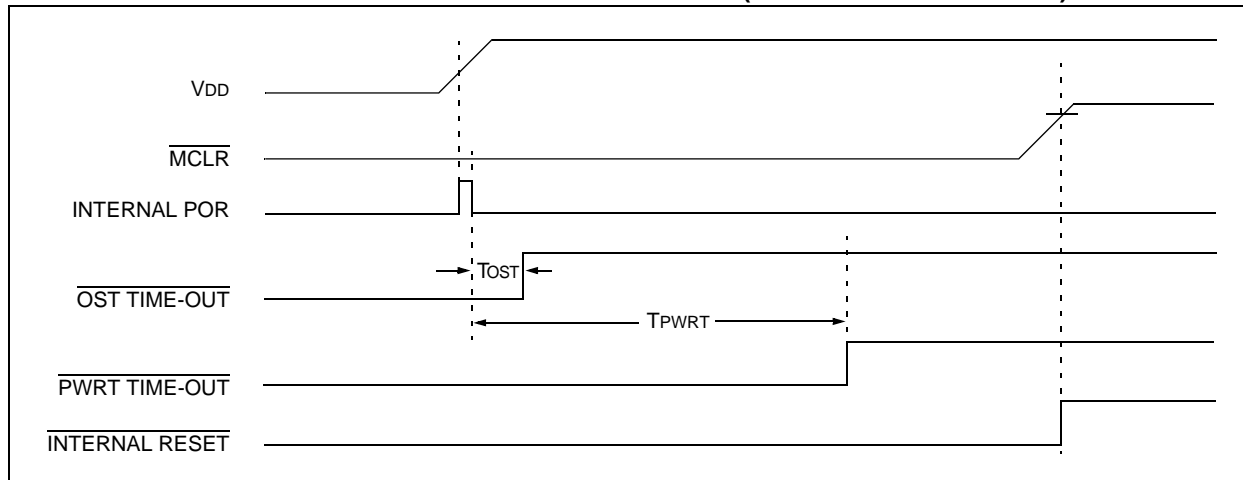 VDD
MCLR
INTERNAL POR
TOST
OST TIME-OUT
TPWRT
PWRT TIME-OUT
INTERNAL RESET